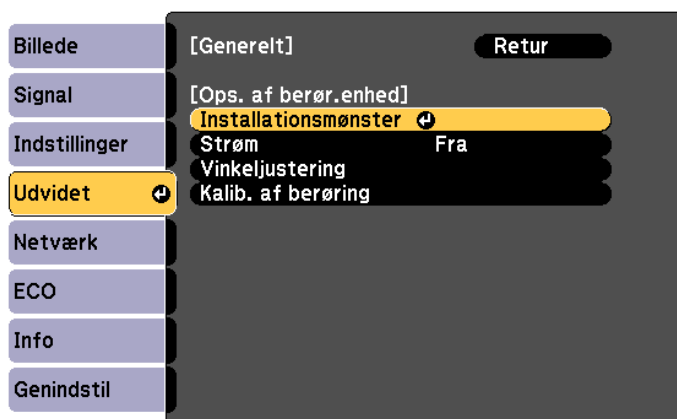 Billede
Signal
Indstillinger
Udvidet
Netværk
ECO
Info
Genindstil
[Generelt] Retur
[Ops. af berør.enhed]
Installationsmønster
Strøm Fra
Vinkeljustering
Kalib. af berøring